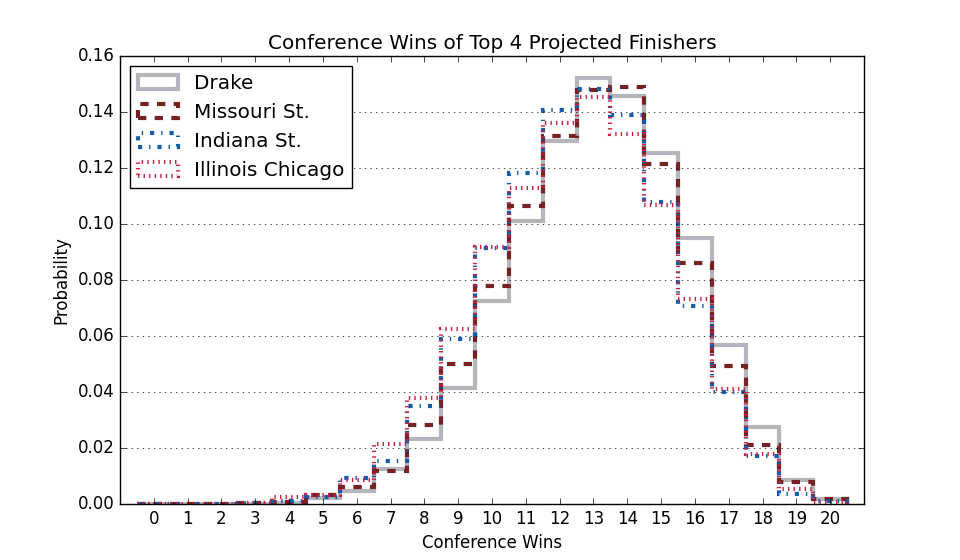 Conference Wins of Top 4 Projected Finishers
0.16
0.14
0.12
0.10
0.08
0.06
0.04
0.02
0.00
Probability
Drake
Missouri St.
Indiana St.
Illinois Chicago
0 1 2 3 4 5 6 7 8 9 10 11 12 13 14 15 16 17 18 19 20
Conference Wins